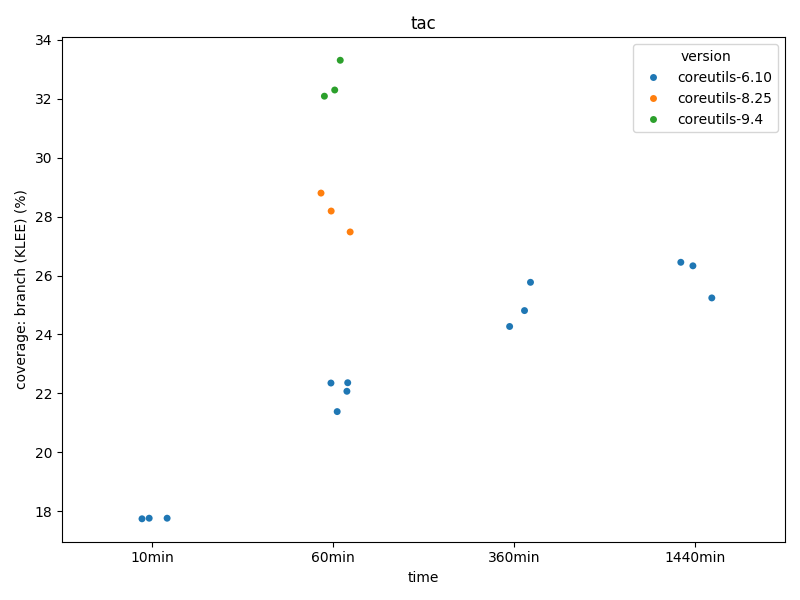 tac
34
32
30
28
26
24
22
20
18
coverage: branch (KLEE) (%)
10min
60min
360min
1440min
time
version
coreutils-6.10
coreutils-8.25
coreutils-9.4